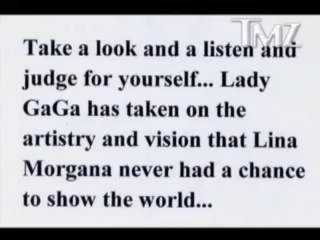 TMZ
Take a look and a listen and
judge for yourself... Lady
GaGa has taken on the
artistry and vision that Lina
Morgana never had a chance
to show the world...